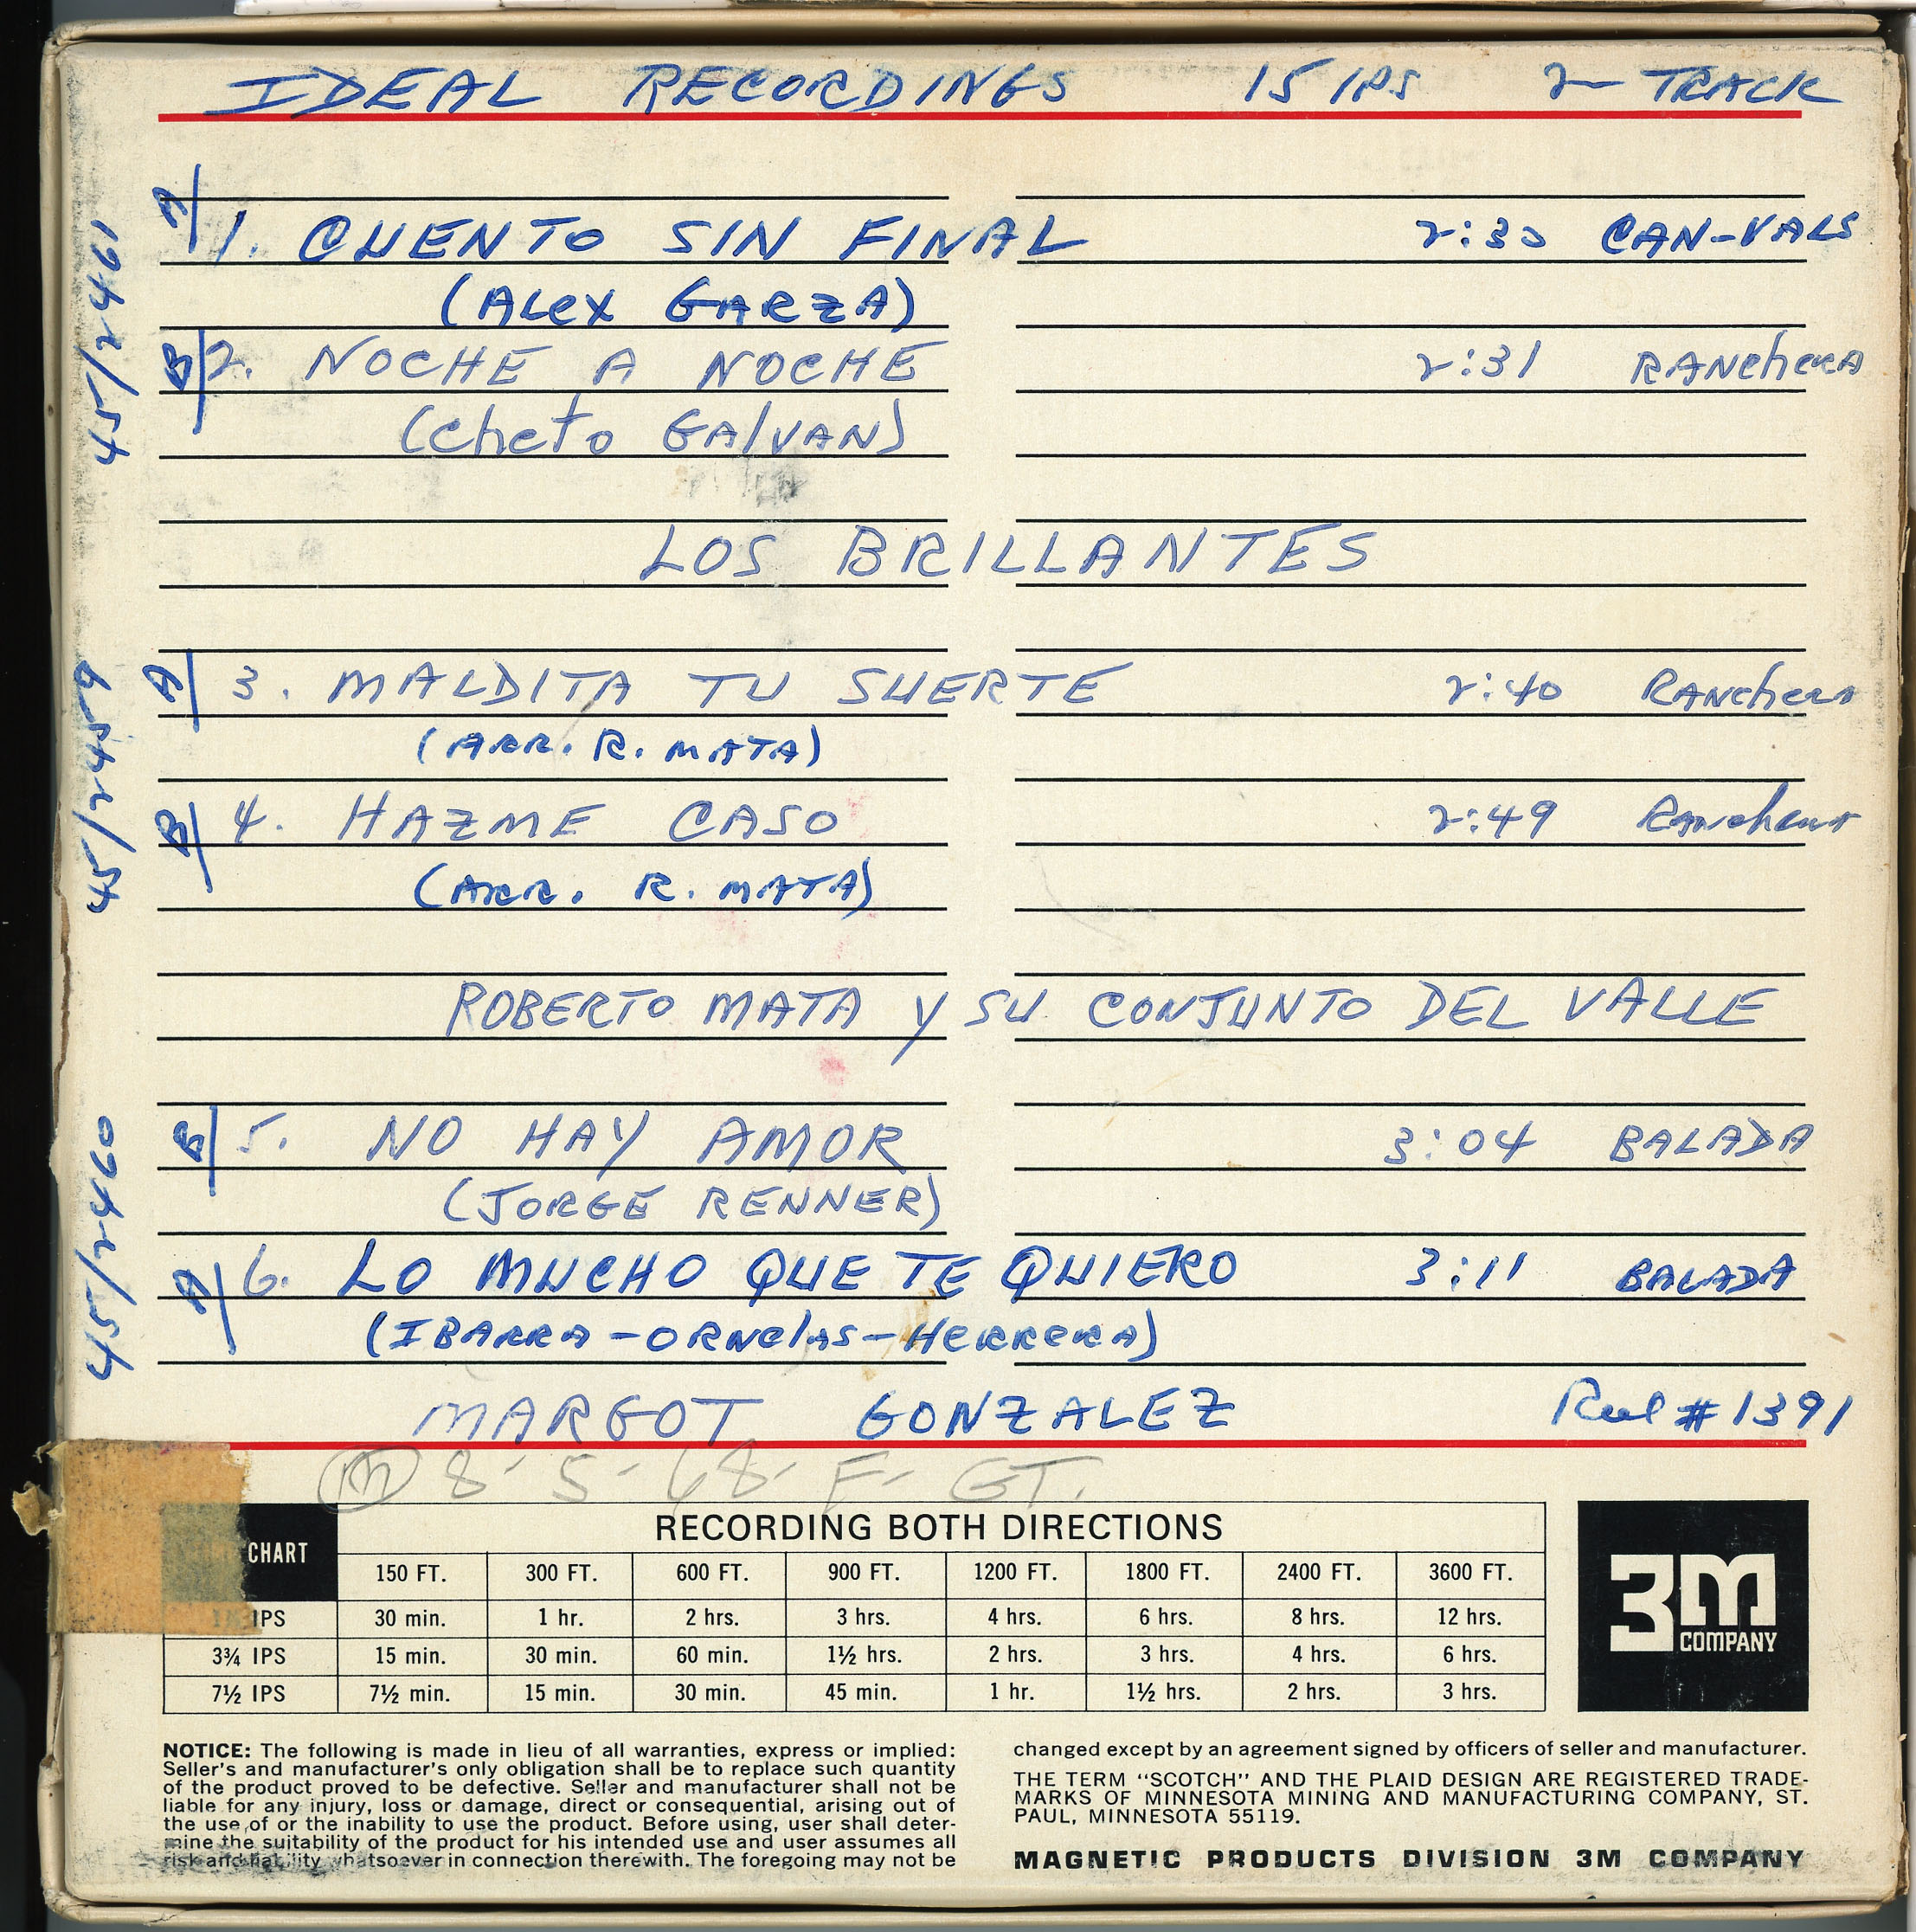 IDEAL RECORDINGS 15 IPS 2-TRACK
45/2461
A/ 1. CUENTO SIN FINAL 2:30 CAN-VALS
(ALEX GARZA)
B/ 2. NOCHE A NOCHE 2:31 RANchERA
(cheto GAlVAN)
LOS BRILLANTES
45/2459
A/ 3. MALDITA TU SUERTE 2:40 RANchera
(ARR. R. MATA)
B/ 4. HAZME CASO 2:49 Ranchera
(ARR. R. MATA)
ROBERTO MATA y SU CONJUNTO DEL VALLE
45/2460
B/ 5. NO HAY AMOR 3:04 BALADA
(JORGE RENNER)
A/ 6. LO MUCHO QUE TE QUIERO 3:11 BALADA
(IBARRA-ORNelAS-HERRERA)
MARGOT GONZALEZ Reel #1391
M 8-5-68-F-GT.
CHART RECORDING BOTH DIRECTIONS
150 FT. 300 FT. 600 FT. 900 FT. 1200 FT. 1800 FT. 2400 FT. 3600 FT.
IPS 30 min. 1 hr. 2 hrs. 3 hrs. 4 hrs. 6 hrs. 8 hrs. 12 hrs.
3¾ IPS 15 min. 30 min. 60 min. 1½ hrs. 2 hrs. 3 hrs. 4 hrs. 6 hrs.
7½ IPS 7½ min. 15 min. 30 min. 45 min. 1 hr. 1½ hrs. 2 hrs. 3 hrs.
3M
COMPANY
NOTICE: The following is made in lieu of all warranties, express or implied:
Seller's and manufacturer's only obligation shall be to replace such quantity
of the product proved to be defective. Seller and manufacturer shall not be
liable for any injury, loss or damage, direct or consequential, arising out of
the use of or the inability to use the product. Before using, user shall deter-
mine the suitability of the product for his intended use and user assumes all
risk and liability whatsoever in connection therewith. The foregoing may not be
changed except by an agreement signed by officers of seller and manufacturer.
THE TERM "SCOTCH" AND THE PLAID DESIGN ARE REGISTERED TRADE-
MARKS OF MINNESOTA MINING AND MANUFACTURING COMPANY, ST.
PAUL, MINNESOTA 55119.
MAGNETIC PRODUCTS DIVISION 3M COMPANY